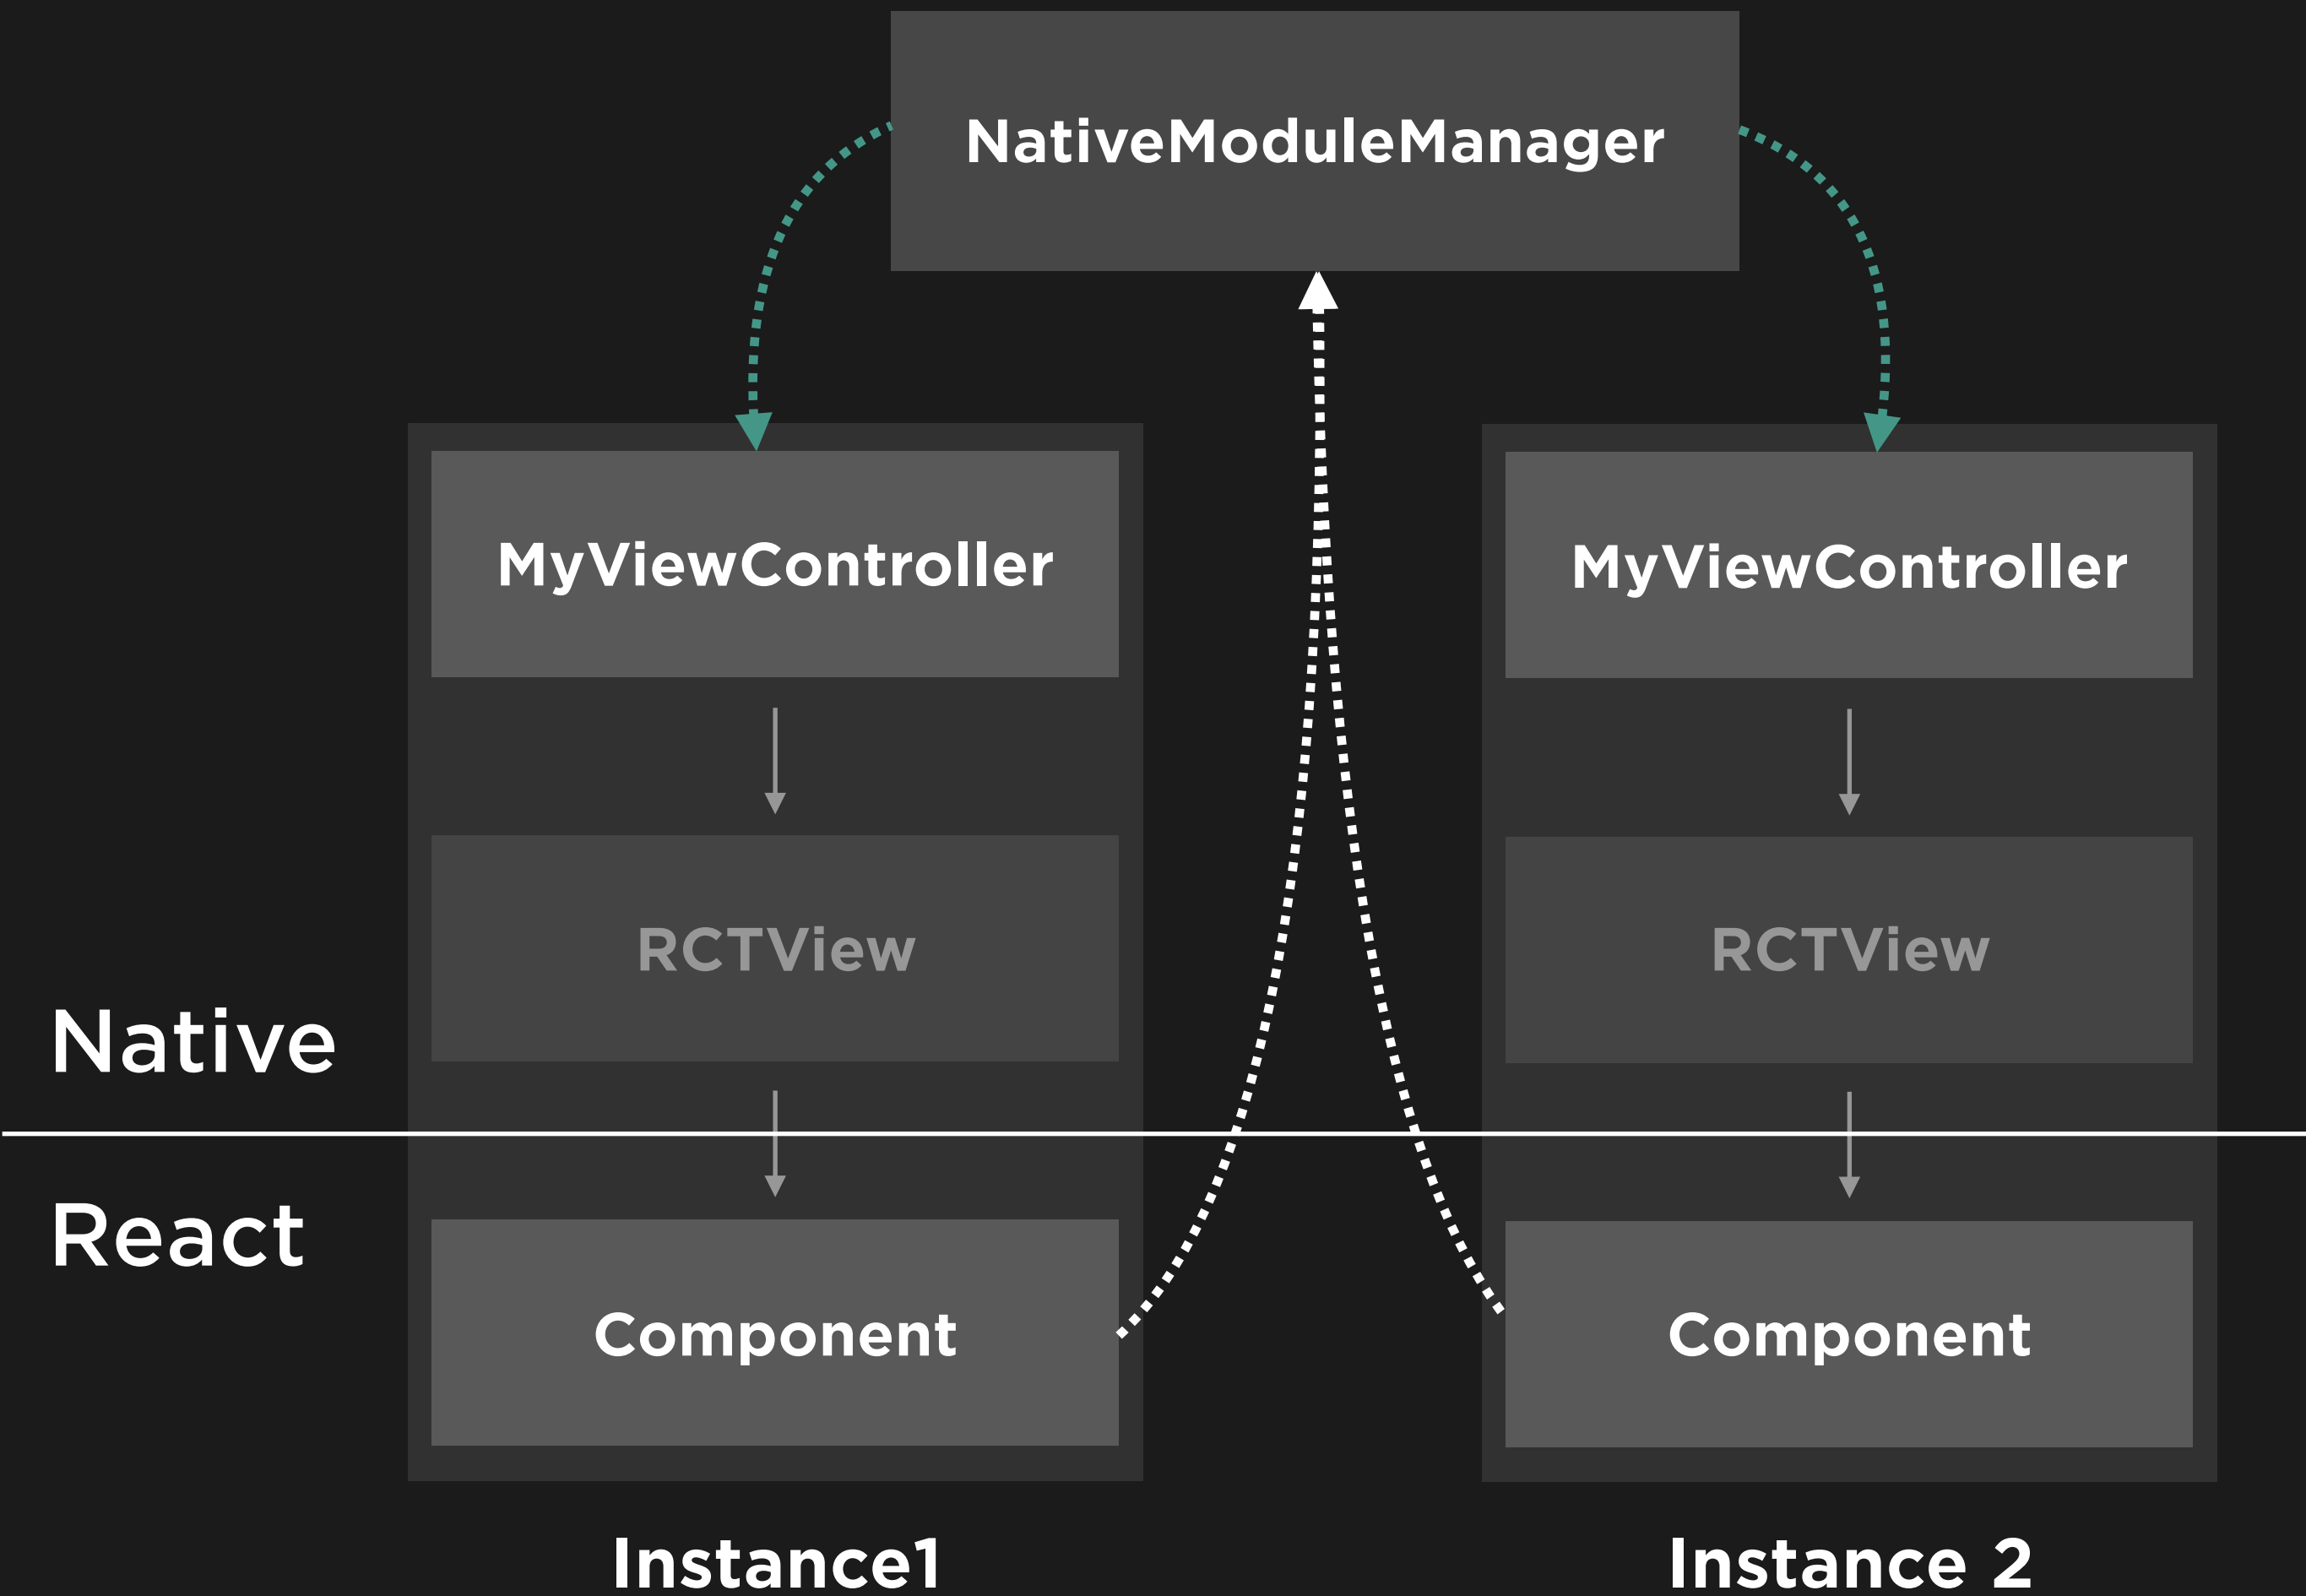 NativeModuleManager
MyViewController
MyViewController
RCTView
RCTView
Native
React
Component
Component
Instance1
Instance 2